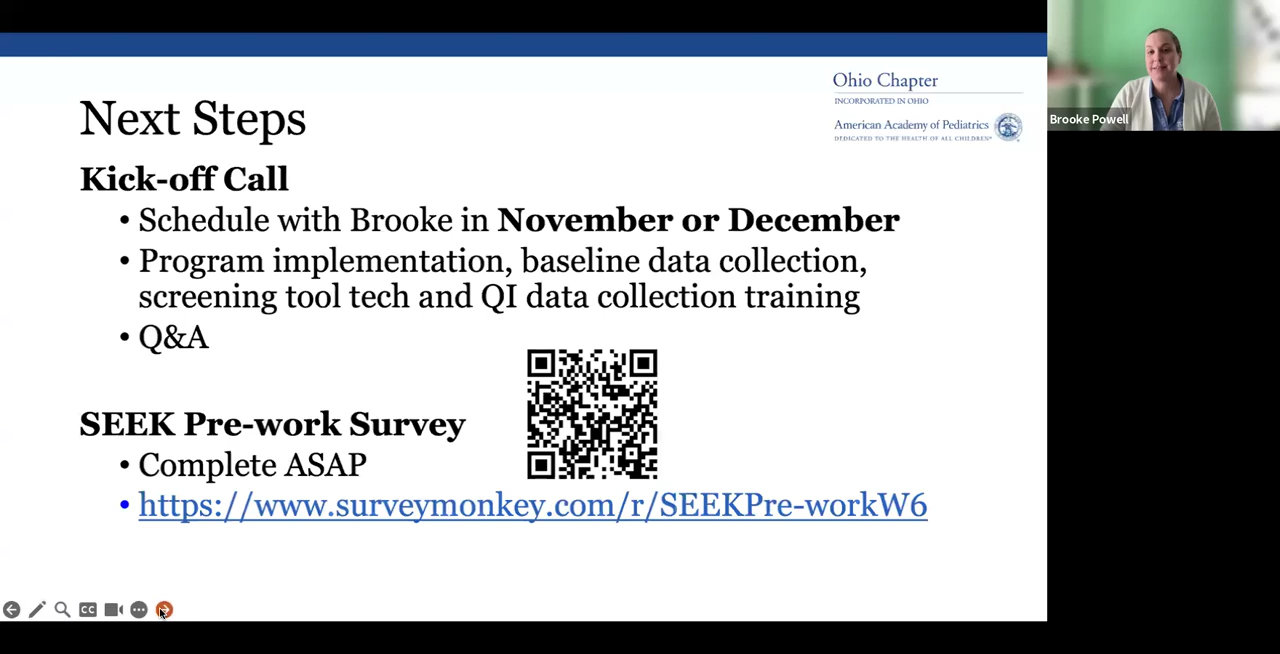 Ohio Chapter
INCORPORATED IN OHIO
American Academy of Pediatrics
DEDICATED TO THE HEALTH OF ALL CHILDREN®
Next Steps
Kick-off Call
• Schedule with Brooke in November or December
• Program implementation, baseline data collection,
screening tool tech and QI data collection training
• Q&A
SEEK Pre-work Survey
• Complete ASAP
• https://www.surveymonkey.com/r/SEEKPre-workW6
CC
Brooke Powell